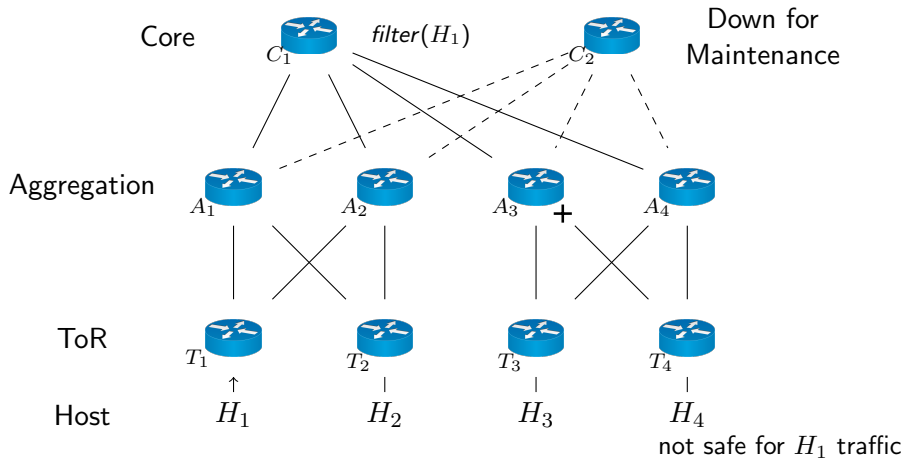 Core
filter(H₁)
Down for
Maintenance
C₁
C₂
Aggregation
A₁
A₂
A₃
+
A₄
ToR
T₁
T₂
T₃
T₄
Host
H₁
H₂
H₃
H₄
not safe for H₁ traffic